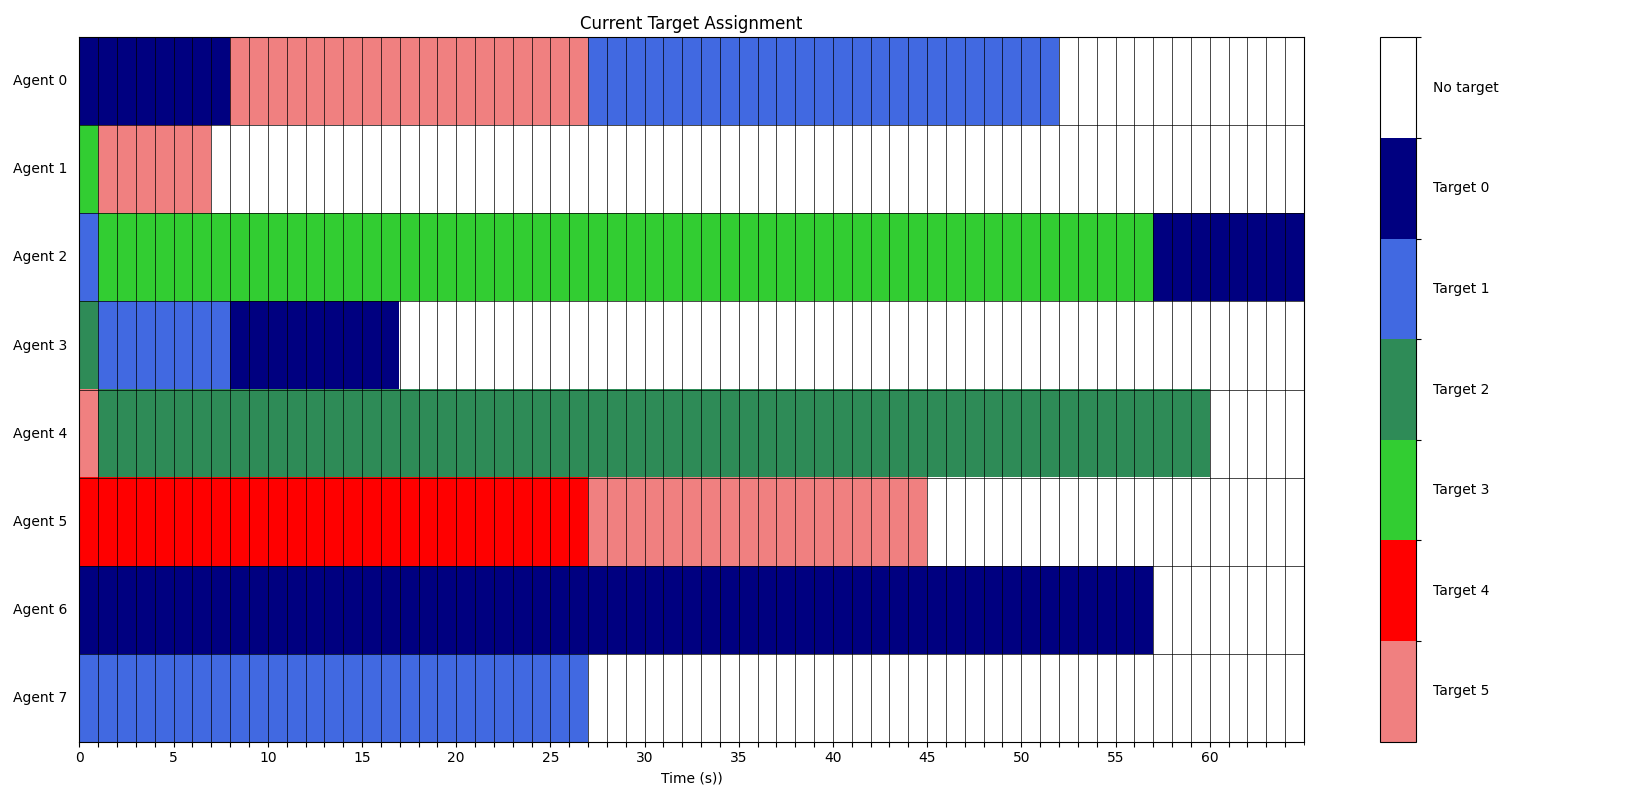 Current Target Assignment
Agent 0
Agent 1
Agent 2
Agent 3
Agent 4
Agent 5
Agent 6
Agent 7
0 5 10 15 20 25 30 35 40 45 50 55 60
Time (s))
No target
Target 0
Target 1
Target 2
Target 3
Target 4
Target 5